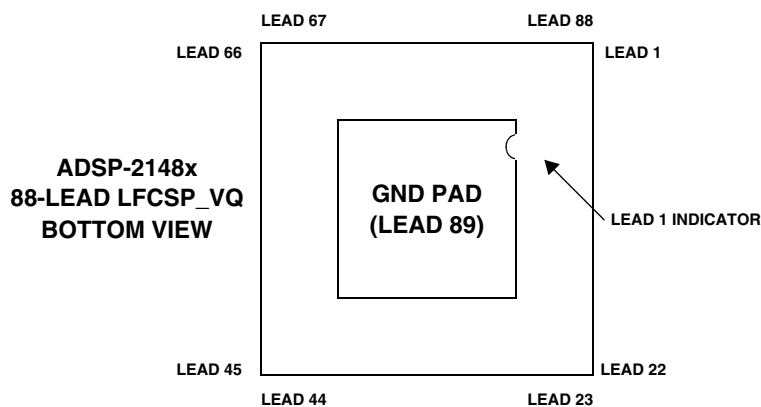 LEAD 67
LEAD 88
LEAD 66
LEAD 1
ADSP-2148x
88-LEAD LFCSP_VQ
BOTTOM VIEW
GND PAD
(LEAD 89)
LEAD 1 INDICATOR
LEAD 45
LEAD 22
LEAD 44
LEAD 23